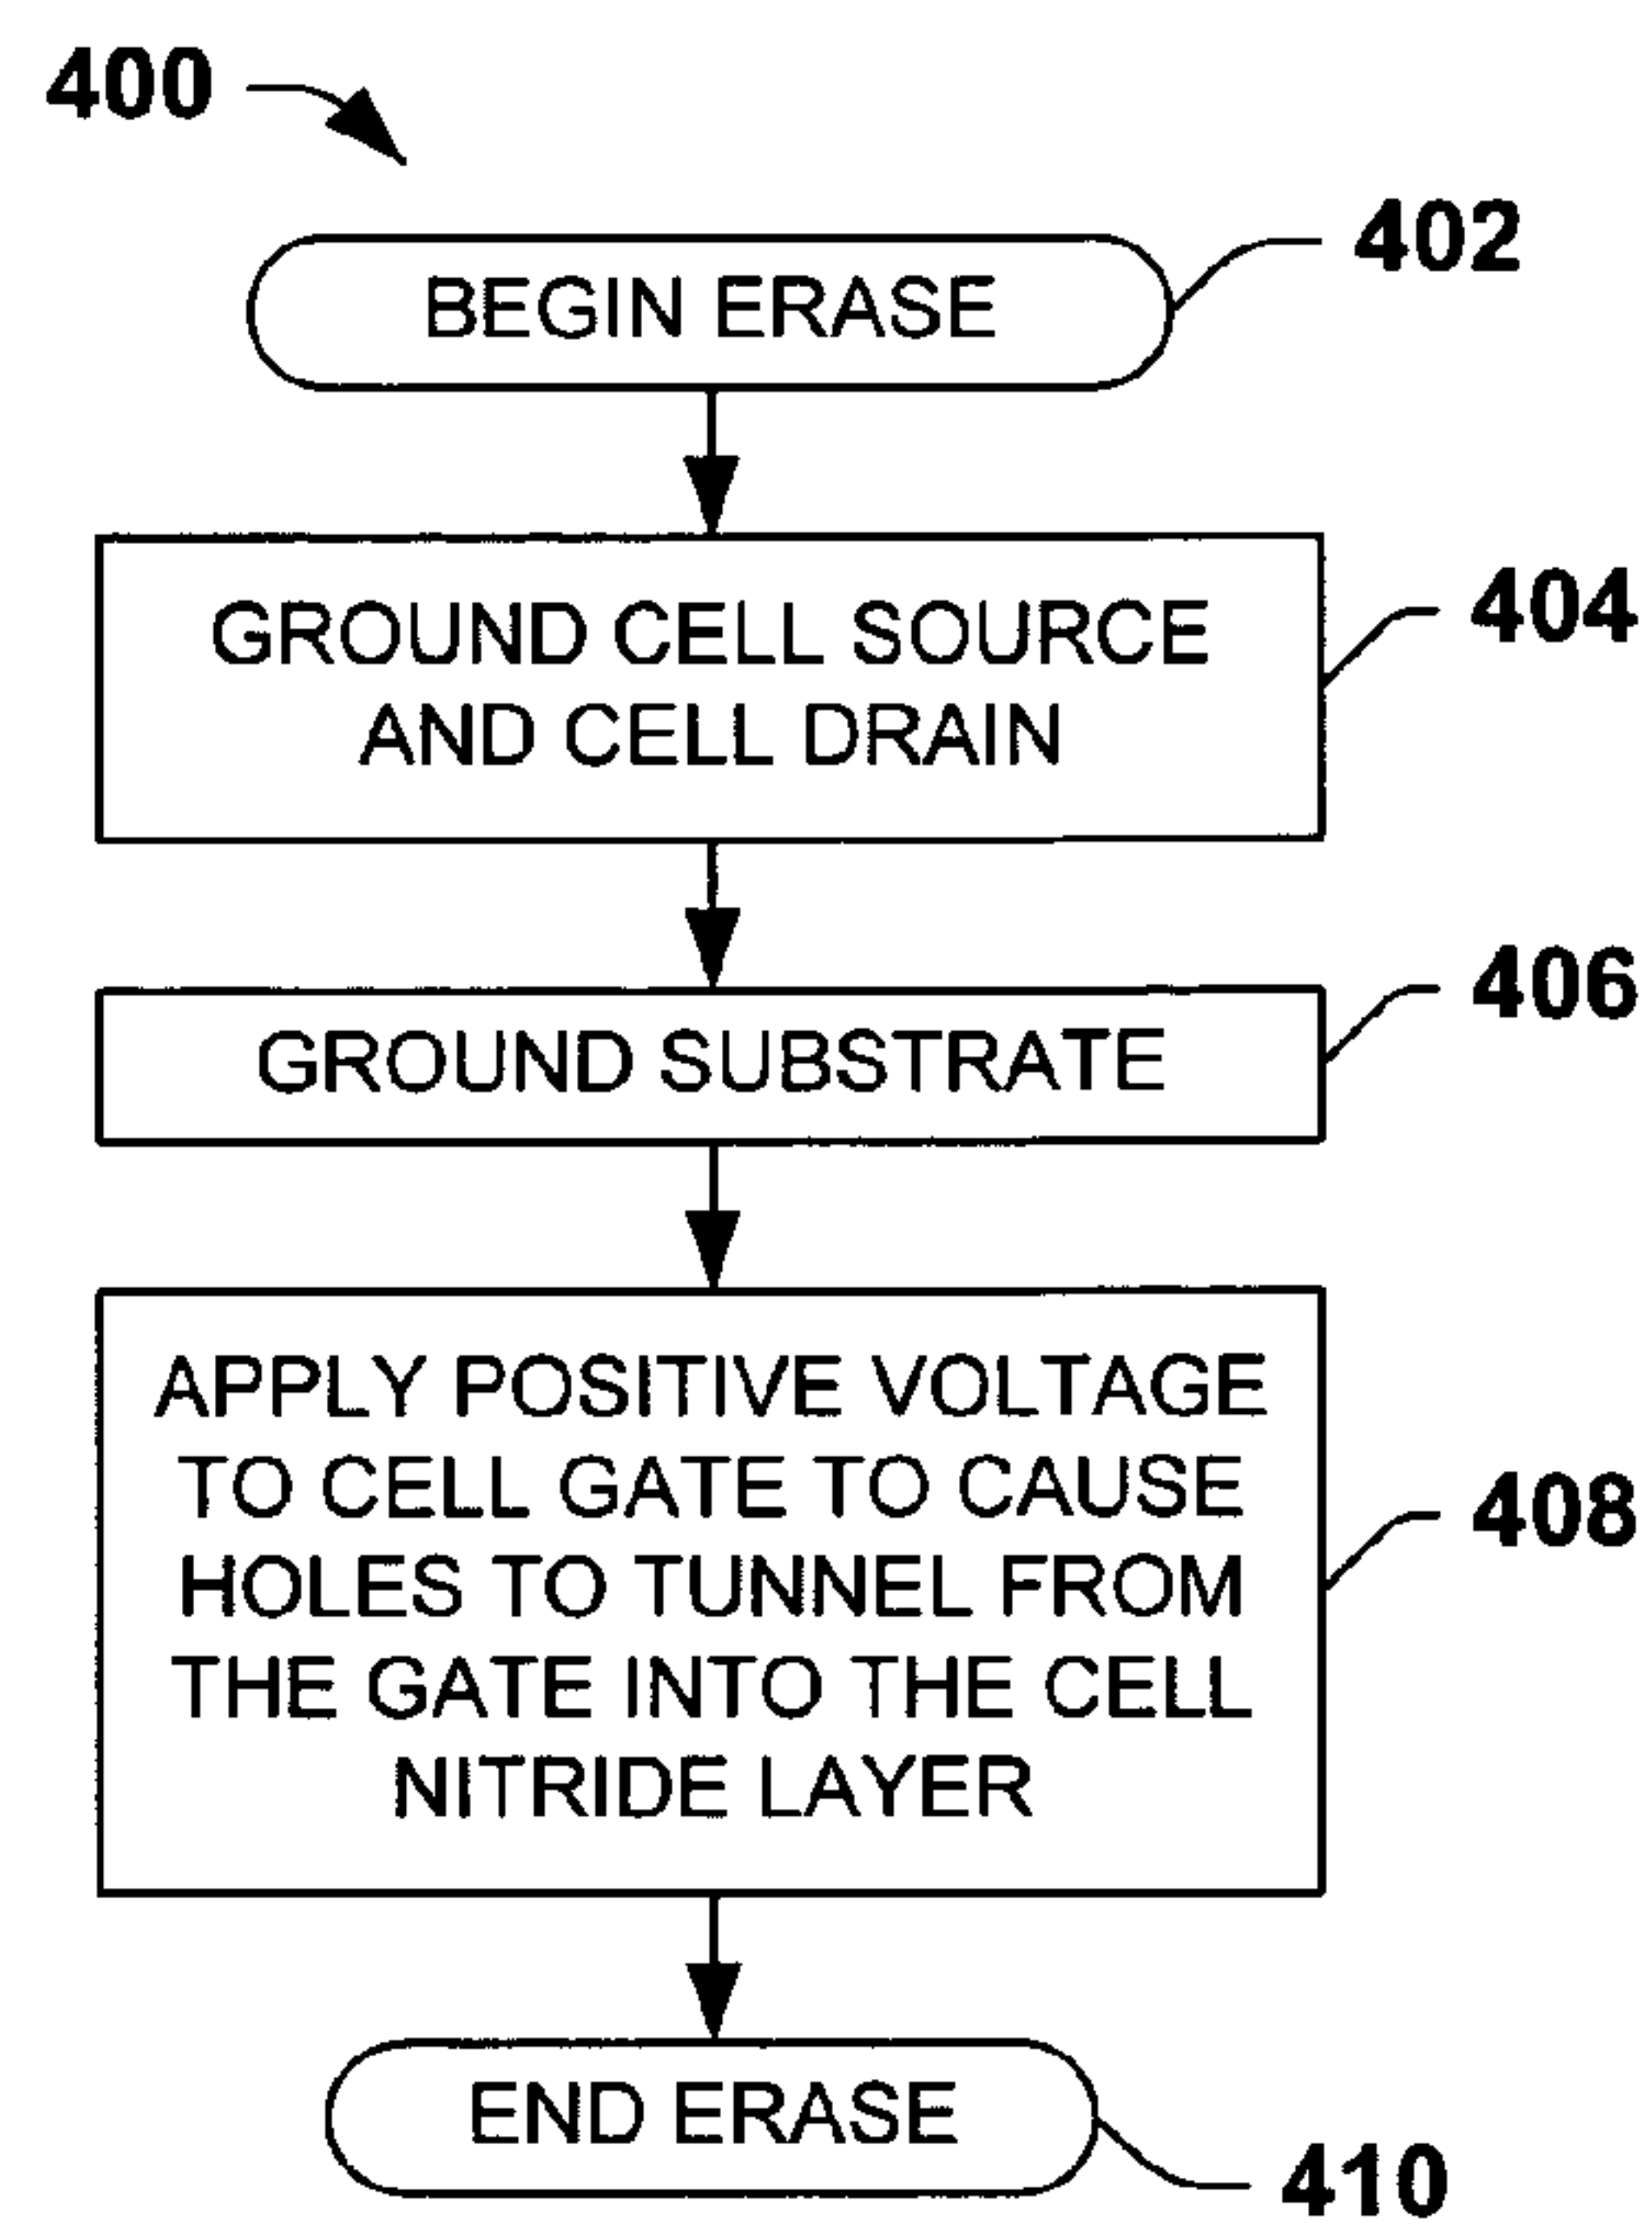 400
402
BEGIN ERASE
404
GROUND CELL SOURCE
AND CELL DRAIN
406
GROUND SUBSTRATE
408
APPLY POSITIVE VOLTAGE
TO CELL GATE TO CAUSE
HOLES TO TUNNEL FROM
THE GATE INTO THE CELL
NITRIDE LAYER
END ERASE
410